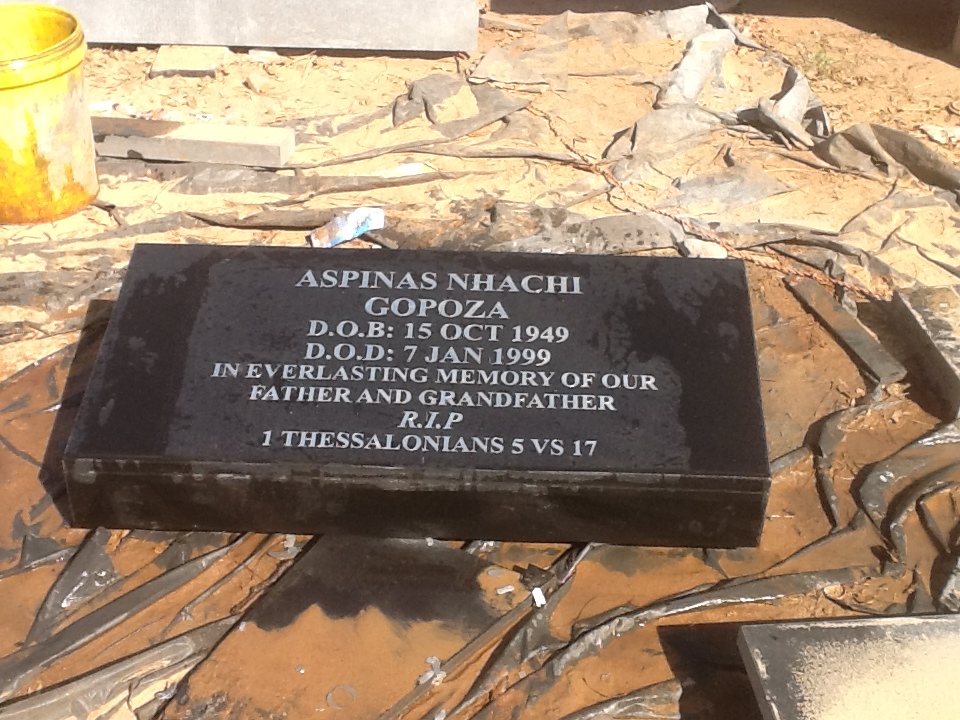 ASPINAS NHACHI
GOPOZA
D.O.B: 15 OCT 1949
D.O.D: 7 JAN 1999
IN EVERLASTING MEMORY OF OUR
FATHER AND GRANDFATHER
R.I.P
1 THESSALONIANS 5 VS 17